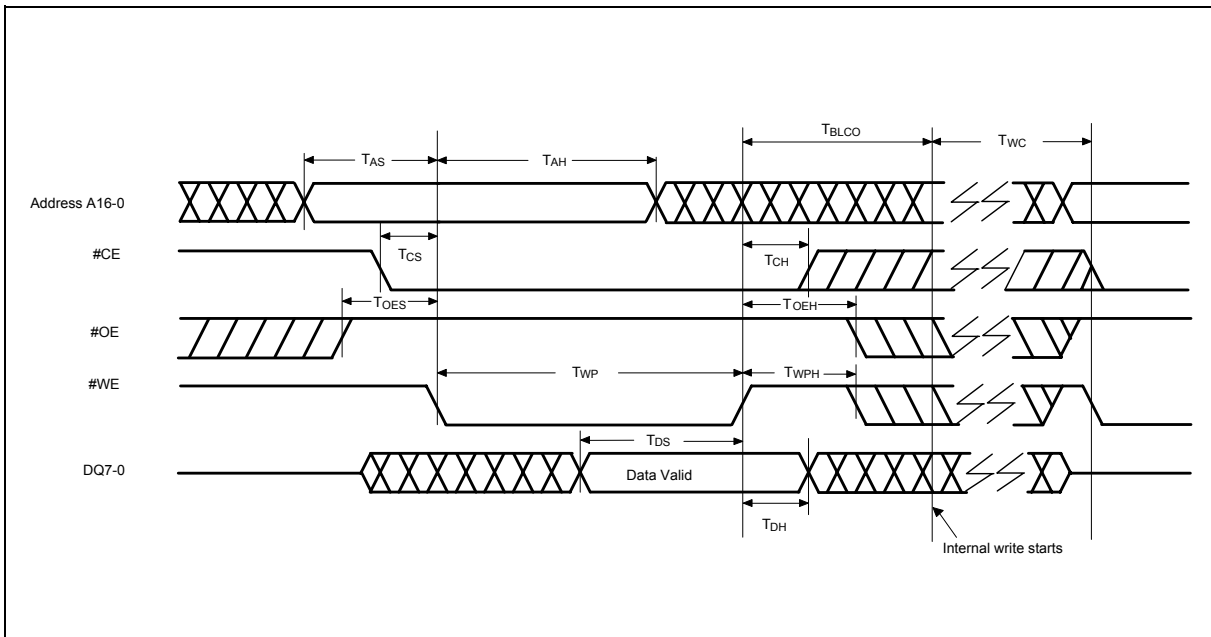 TBLCO
TWC
TAS
TAH
Address A16-0
#CE
TCS
TCH
TOES
TOEH
#OE
TWP
TWPH
#WE
TDS
DQ7-0
Data Valid
TDH
Internal write starts